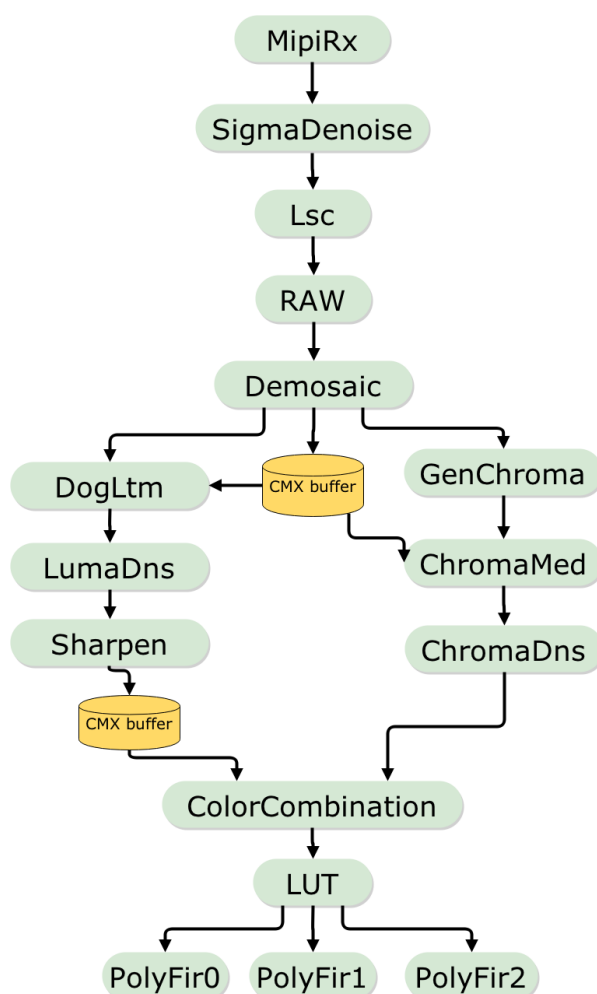 MipiRx
SigmaDenoise
Lsc
RAW
Demosaic
DogLtm
CMX buffer
GenChroma
LumaDns
ChromaMed
Sharpen
ChromaDns
CMX buffer
ColorCombination
LUT
PolyFir0
PolyFir1
PolyFir2